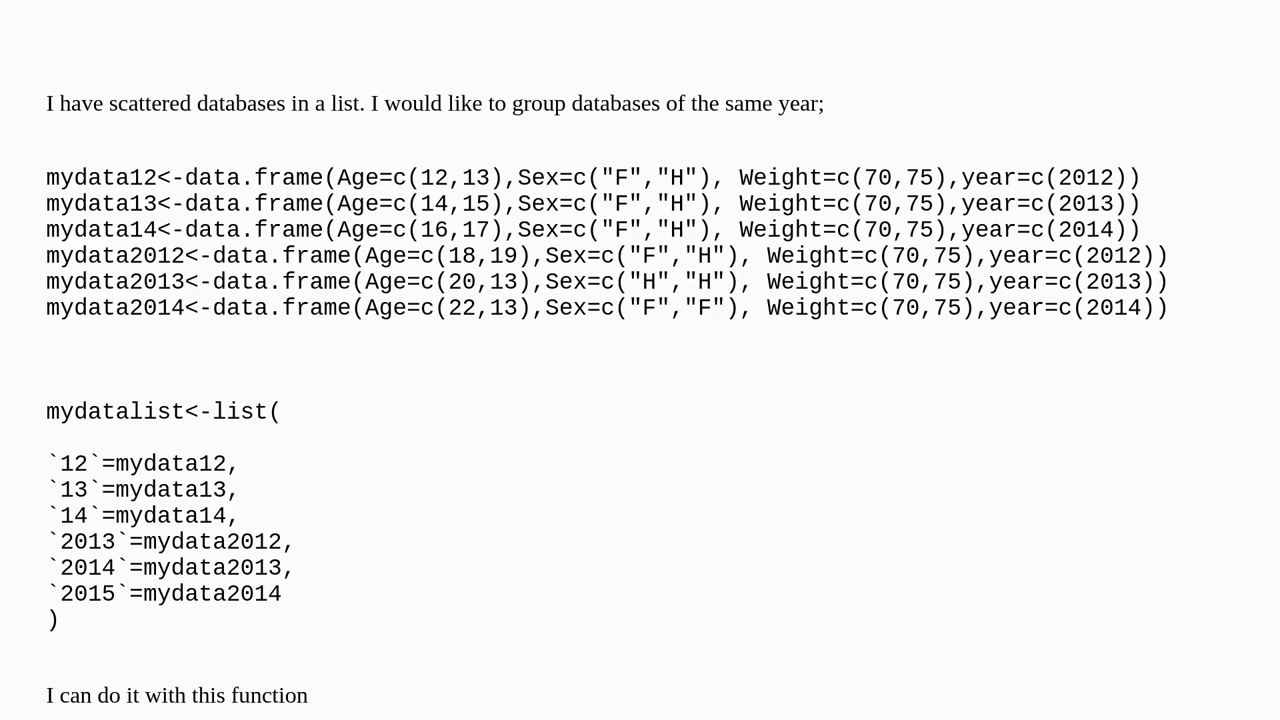 I have scattered databases in a list. I would like to group databases of the same year;
mydata12<-data.frame(Age=c(12,13),Sex=c("F","H"), Weight=c(70,75),year=c(2012))
mydata13<-data.frame(Age=c(14,15),Sex=c("F","H"), Weight=c(70,75),year=c(2013))
mydata14<-data.frame(Age=c(16,17),Sex=c("F","H"), Weight=c(70,75),year=c(2014))
mydata2012<-data.frame(Age=c(18,19),Sex=c("F","H"), Weight=c(70,75),year=c(2012))
mydata2013<-data.frame(Age=c(20,13),Sex=c("H","H"), Weight=c(70,75),year=c(2013))
mydata2014<-data.frame(Age=c(22,13),Sex=c("F","F"), Weight=c(70,75),year=c(2014))
mydatalist<-list(
`12`=mydata12,
`13`=mydata13,
`14`=mydata14,
`2013`=mydata2012,
`2014`=mydata2013,
`2015`=mydata2014
)
I can do it with this function